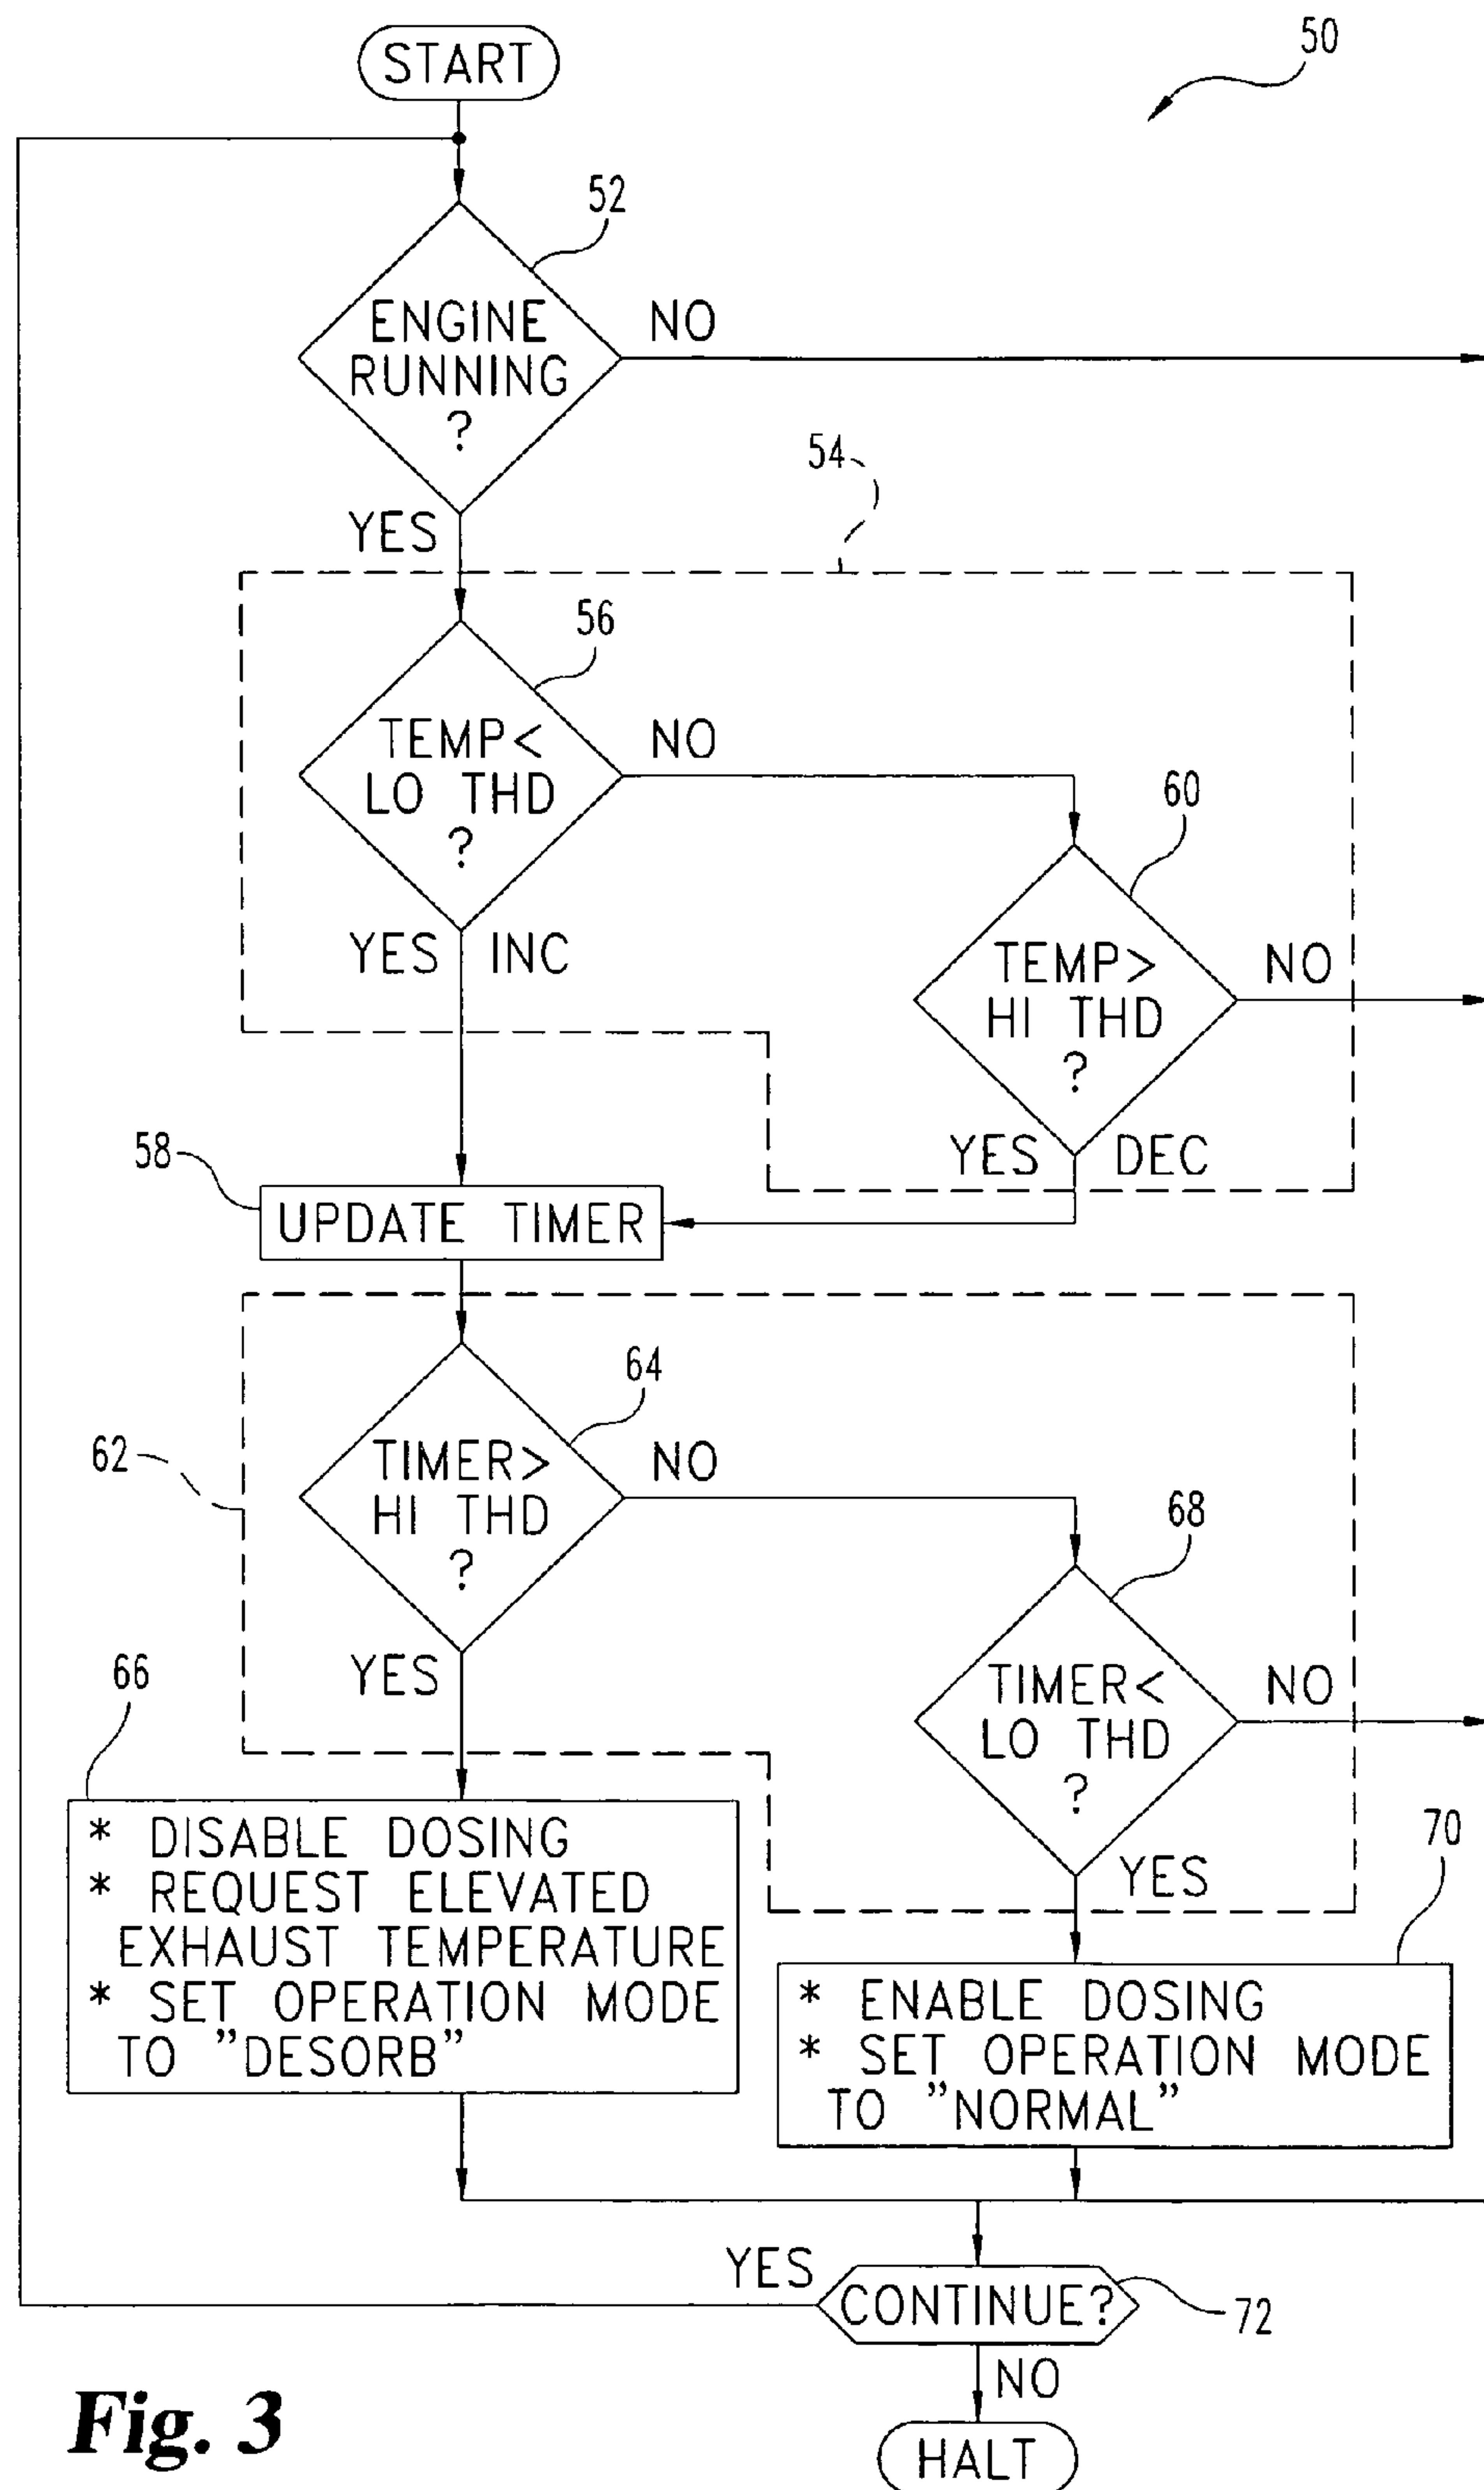 START
50
52
ENGINE
RUNNING
?
NO
YES
54
56
TEMP<
LO THD
?
NO
YES INC
60
TEMP>
HI THD
?
NO
YES DEC
58
UPDATE TIMER
62
64
TIMER>
HI THD
?
NO
YES
68
TIMER<
LO THD
?
NO
YES
66
* DISABLE DOSING
* REQUEST ELEVATED
EXHAUST TEMPERATURE
* SET OPERATION MODE
TO "DESORB"
70
* ENABLE DOSING
* SET OPERATION MODE
TO "NORMAL"
YES
CONTINUE?
72
NO
HALT
Fig. 3